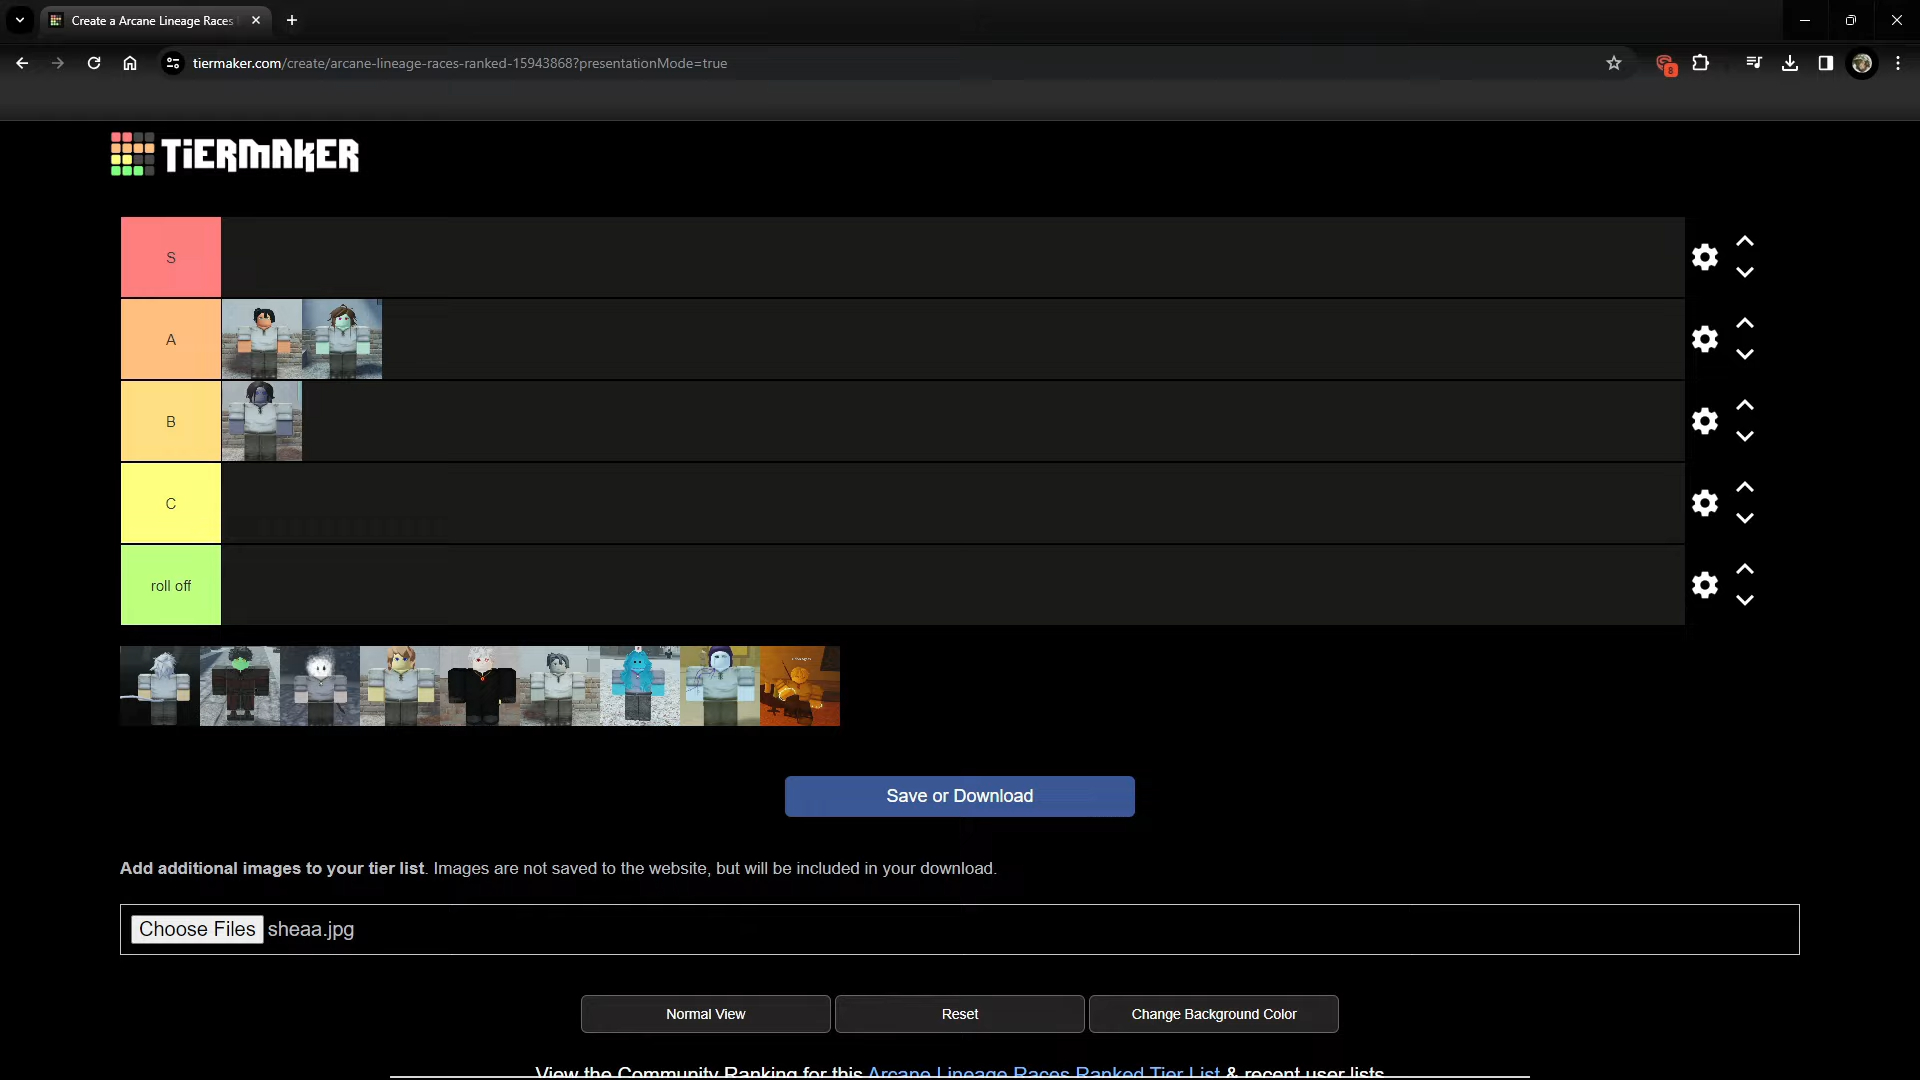 Create a Arcane Lineage Races
tiermaker.com/create/arcane-lineage-races-ranked-15943868?presentationMode=true
8
TiERMAKER
S
A
B
C
roll off
Save or Download
Add additional images to your tier list. Images are not saved to the website, but will be included in your download.
Choose Files sheaa.jpg
Normal View Reset Change Background Color
View the Community Ranking for this Arcane Lineage Races Ranked Tier List & recent user lists